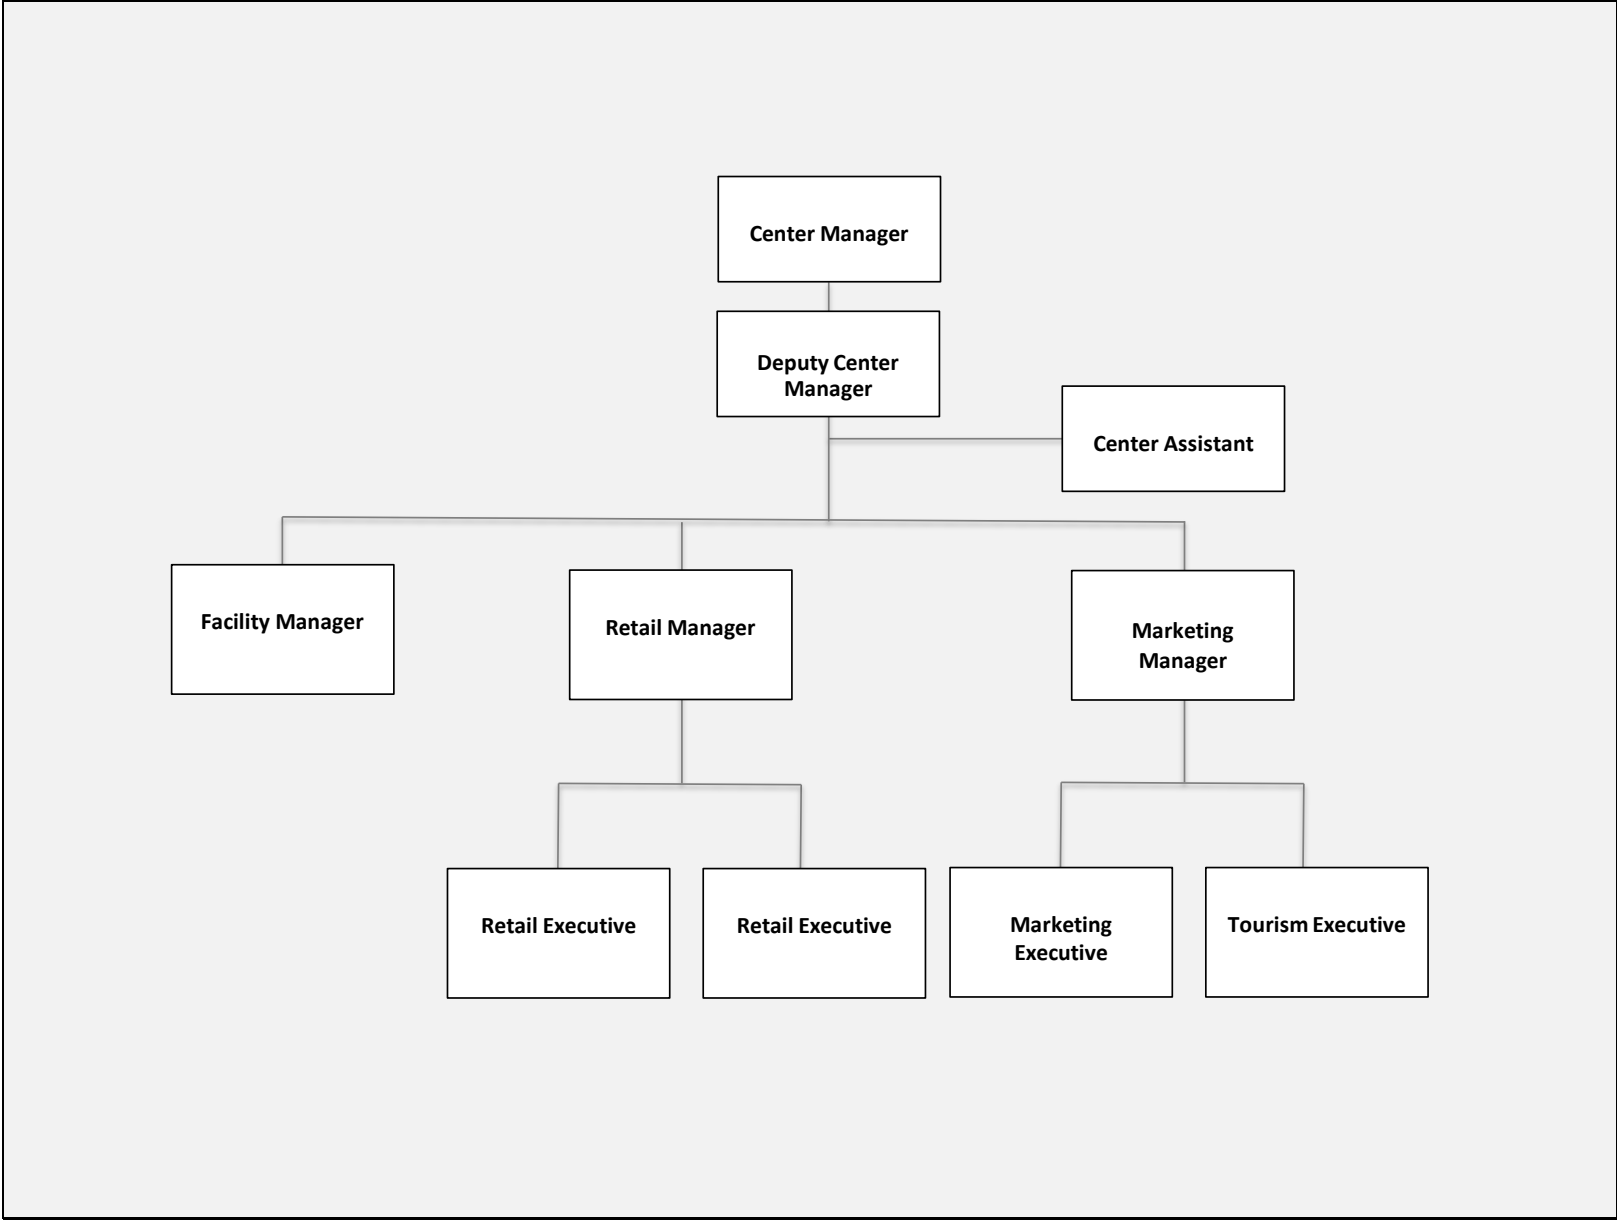 Center Manager
Deputy Center
Manager
Center Assistant
Facility Manager
Retail Manager
Marketing
Manager
Retail Executive
Retail Executive
Marketing
Executive
Tourism Executive